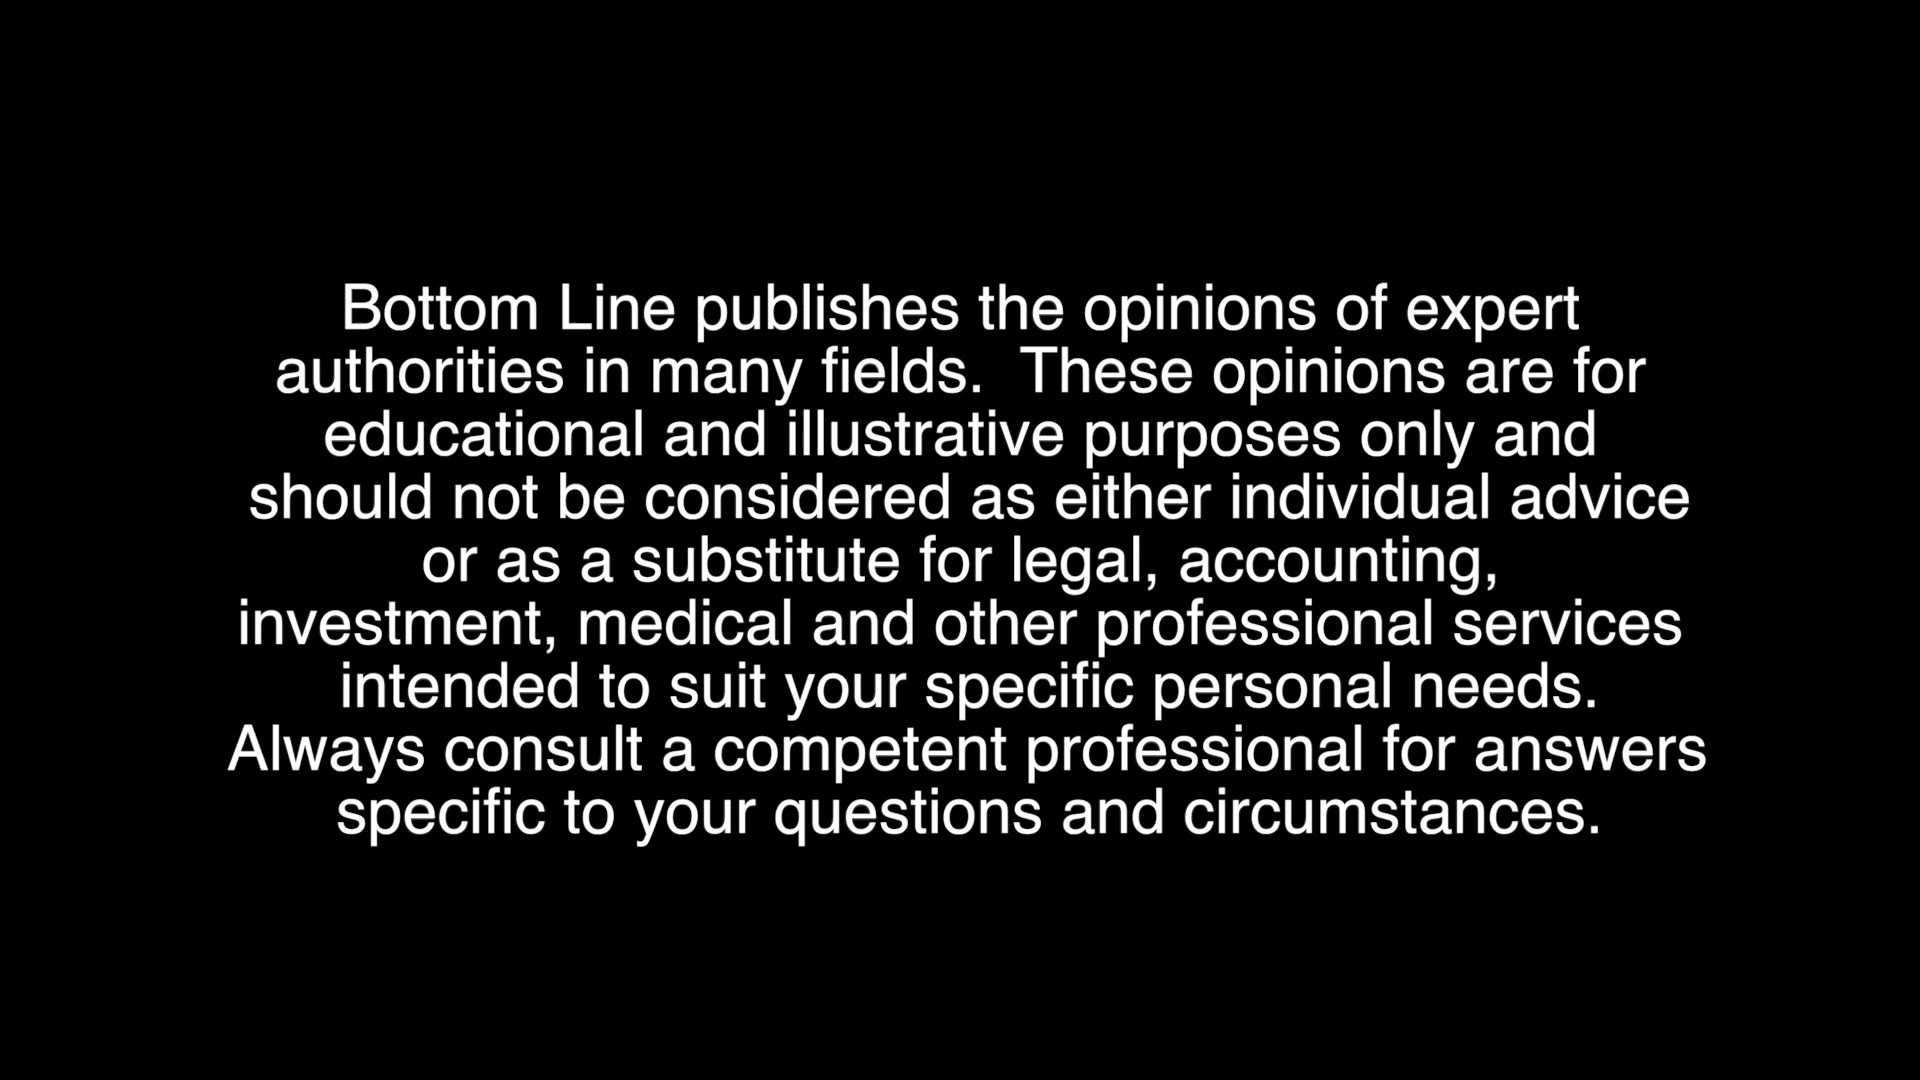 Bottom Line publishes the opinions of expert
authorities in many fields.  These opinions are for
educational and illustrative purposes only and
should not be considered as either individual advice
or as a substitute for legal, accounting,
investment, medical and other professional services
intended to suit your specific personal needs.
Always consult a competent professional for answers
specific to your questions and circumstances.